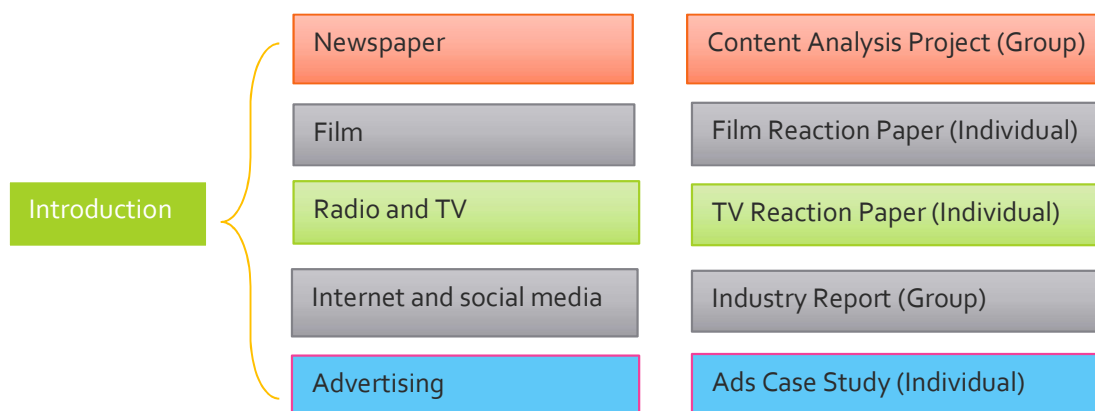 Newspaper
Content Analysis Project (Group)
Film
Film Reaction Paper (Individual)
Introduction
Radio and TV
TV Reaction Paper (Individual)
Internet and social media
Industry Report (Group)
Advertising
Ads Case Study (Individual)